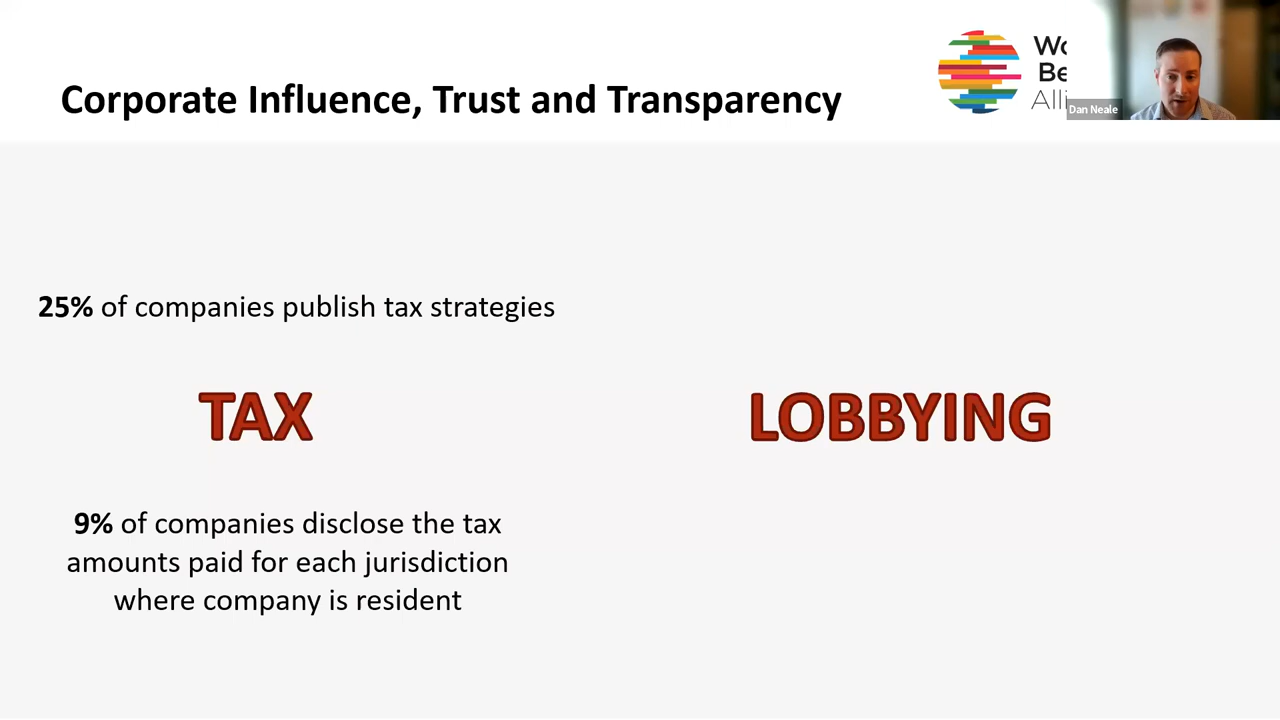 Corporate Influence, Trust and Transparency
Dan Neale
25% of companies publish tax strategies
TAX
LOBBYING
9% of companies disclose the tax
amounts paid for each jurisdiction
where company is resident